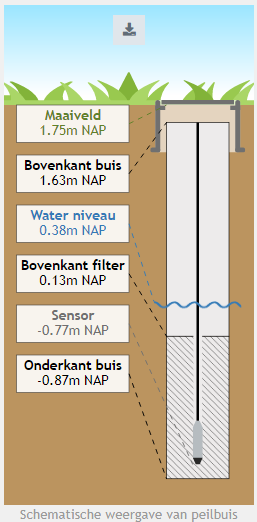 Maaiveld
1.75m NAP
Bovenkant buis
1.63m NAP
Water niveau
0.38m NAP
Bovenkant filter
0.13m NAP
Sensor
-0.77m NAP
Onderkant buis
-0.87m NAP
Schematische weergave van peilbuis